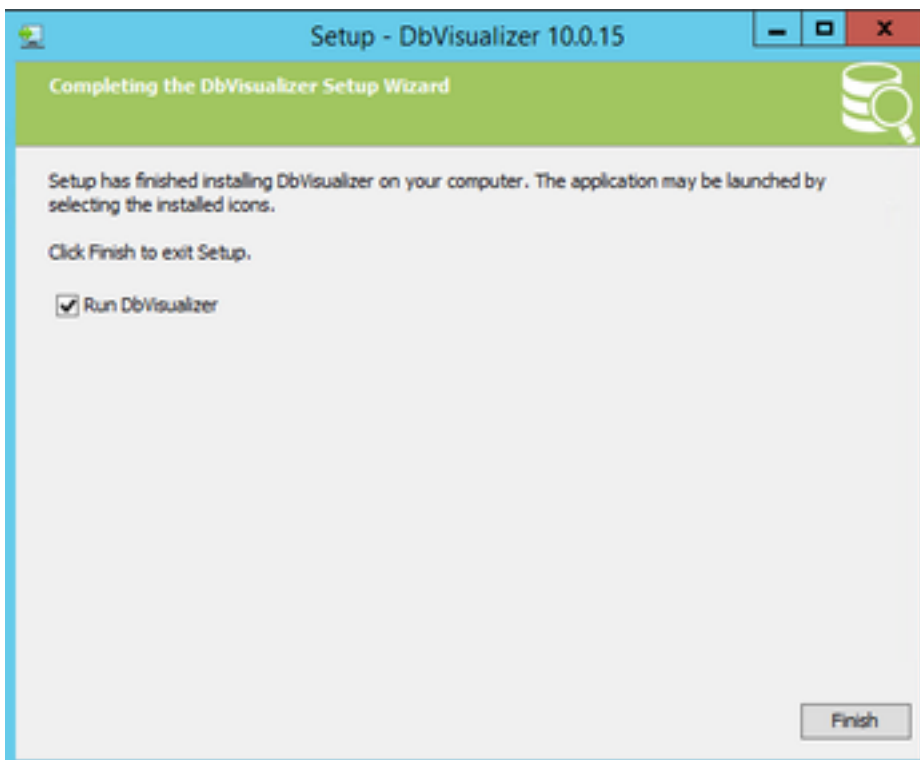 Setup - DbVisualizer 10.0.15
Completing the DbVisualizer Setup Wizard
Setup has finished installing DbVisualizer on your computer. The application may be launched by
selecting the installed icons.
Click Finish to exit Setup.
Run DbVisualizer
Finish